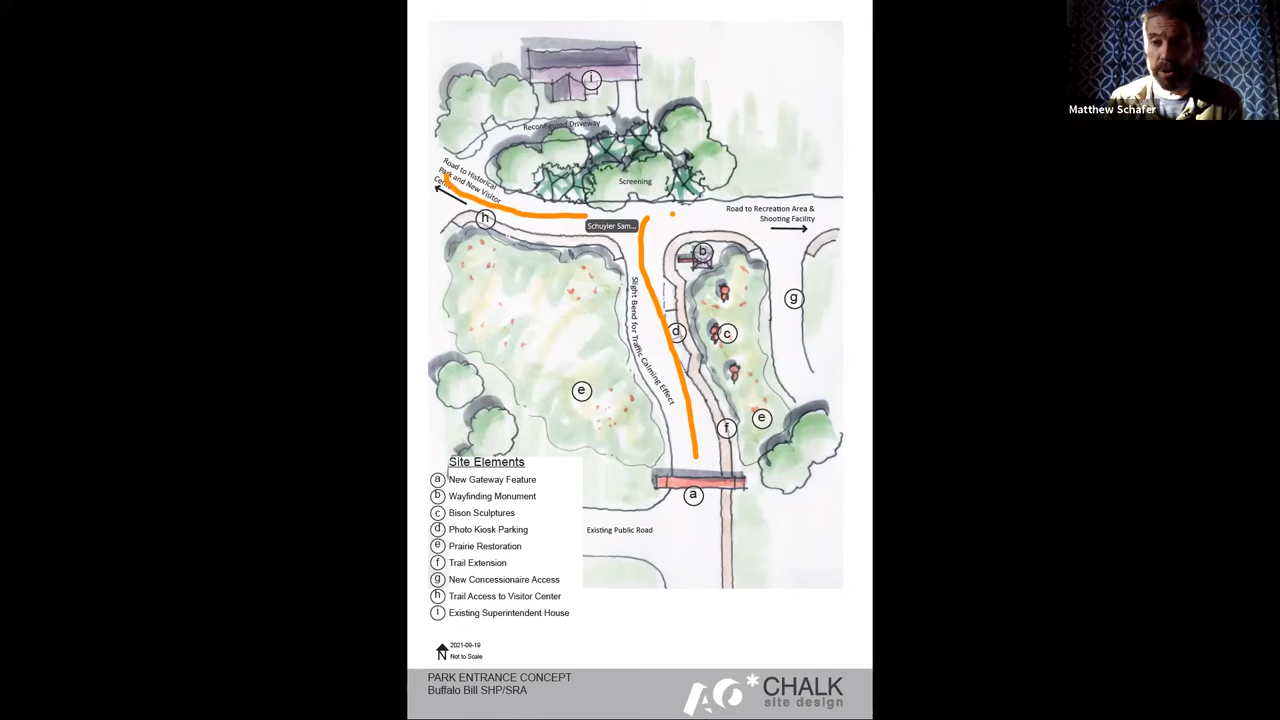 Matthew Schafer
i
Reconfigured Driveway
Road to Historical
Park and New Visitor
Screening
Road to Recreation Area &
Shooting Facility
h
Schuyler Sam...
b
g
Slight Bend for Traffic Calming Effect
d
c
e
e
f
a
Existing Public Road
Site Elements
a New Gateway Feature
b Wayfinding Monument
c Bison Sculptures
d Photo Kiosk Parking
e Prairie Restoration
f Trail Extension
g New Concessionaire Access
h Trail Access to Visitor Center
i Existing Superintendent House
N
2021-09-19
Not to Scale
PARK ENTRANCE CONCEPT
Buffalo Bill SHP/SRA
CHALK
site design